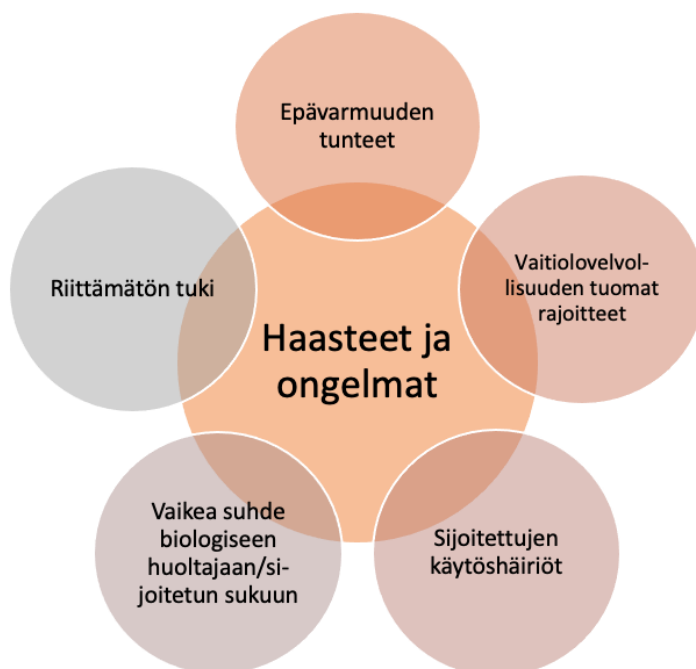 Epävarmuuden
tunteet
Vaitiolovelvol-
lisuuden tuomat
rajoitteet
Riittämätön tuki
Haasteet ja
ongelmat
Vaikea suhde
biologiseen
huoltajaan/si-
joitetun sukuun
Sijoitettujen
käytöshäiriöt